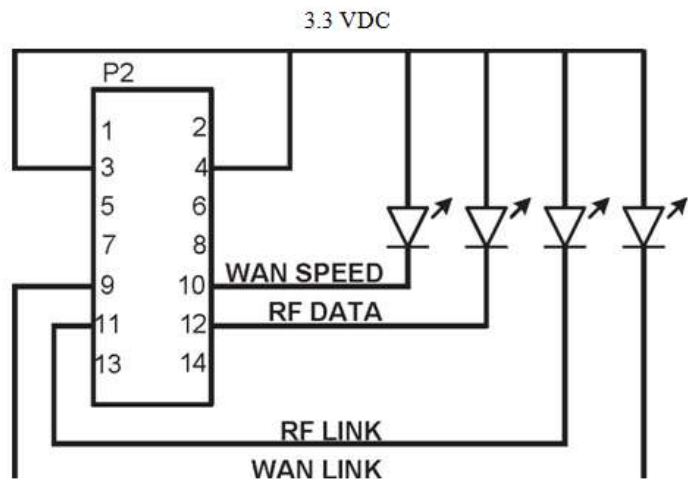 3.3 VDC
P2
1 2
3 4
5 6
7 8
9 10 WAN SPEED
11 12 RF DATA
13 14
RF LINK
WAN LINK